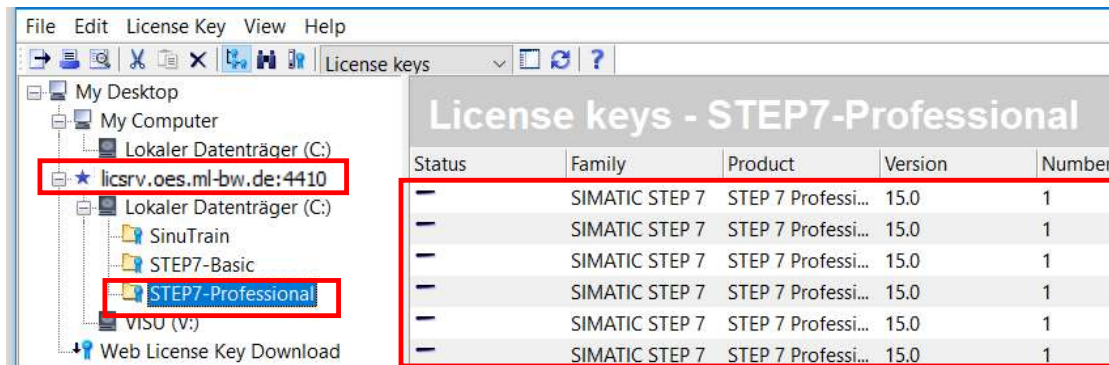 File Edit License Key View Help
License keys
My Desktop
My Computer
Lokaler Datenträger (C:)
licsrv.oes.ml-bw.de:4410
Lokaler Datenträger (C:)
SinuTrain
STEP7-Basic
STEP7-Professional
VISU (V:)
Web License Key Download
License keys - STEP7-Professional
Status Family Product Version Number
SIMATIC STEP 7 STEP 7 Professi... 15.0 1
SIMATIC STEP 7 STEP 7 Professi... 15.0 1
SIMATIC STEP 7 STEP 7 Professi... 15.0 1
SIMATIC STEP 7 STEP 7 Professi... 15.0 1
SIMATIC STEP 7 STEP 7 Professi... 15.0 1
SIMATIC STEP 7 STEP 7 Professi... 15.0 1